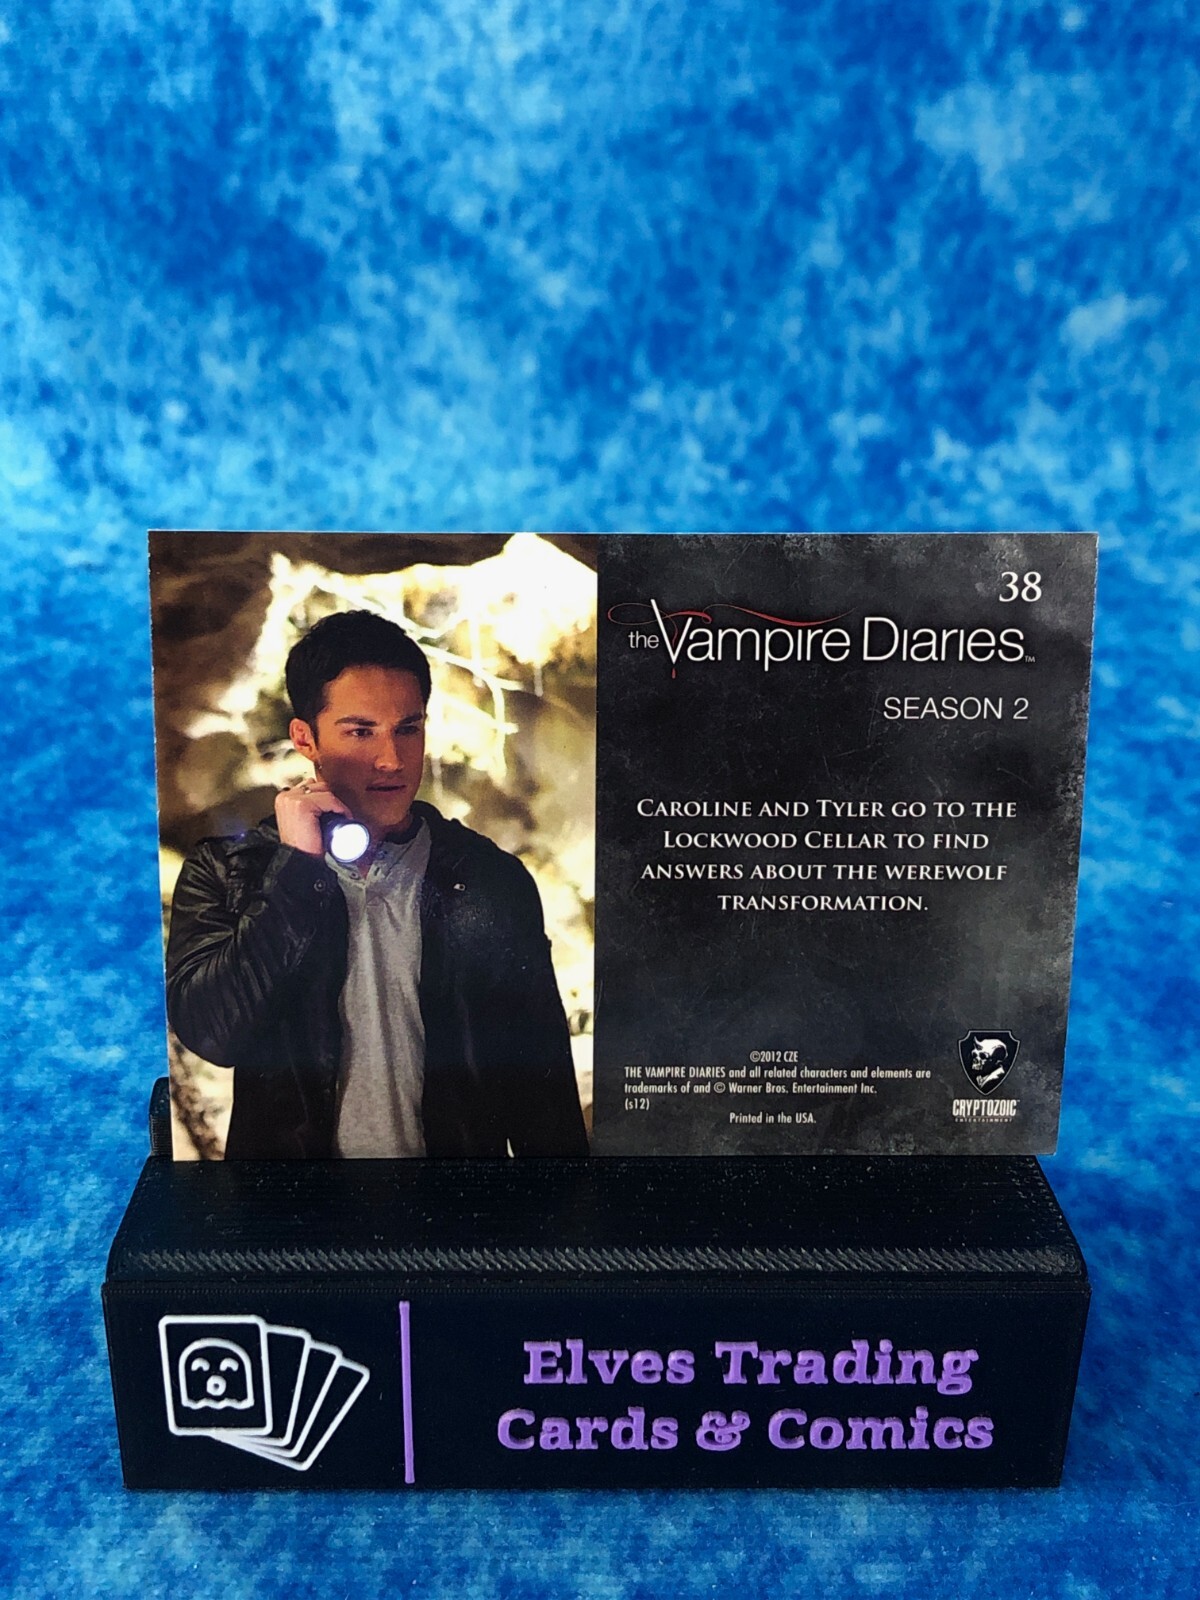 38
the Vampire Diaries™
SEASON 2
CAROLINE AND TYLER GO TO THE
LOCKWOOD CELLAR TO FIND
ANSWERS ABOUT THE WEREWOLF
TRANSFORMATION.
©2012 CZE
THE VAMPIRE DIARIES and all related characters and elements are
trademarks of and © Warner Bros. Entertainment Inc.
(s12)
Printed in the USA.
CRYPTOZOIC
ENTERTAINMENT
Elves Trading
Cards & Comics